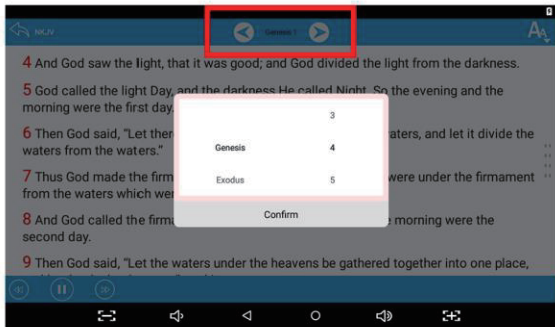 NKJV
Genesis 1
AA
4 And God saw the light, that it was good; and God divided the light from the darkness.
5 God called the light Day, and the darkness He called Night. So the evening and the
morning were the first day.
6 Then God said, "Let ther aters, and let it divide the
waters from the waters."
7 Thus God made the firm were under the firmament
from the waters which wer
8 And God called the firma e morning were the
second day.
9 Then God said, "Let the waters under the heavens be gathered together into one place,
3
Genesis 4
Exodus 5
Confirm